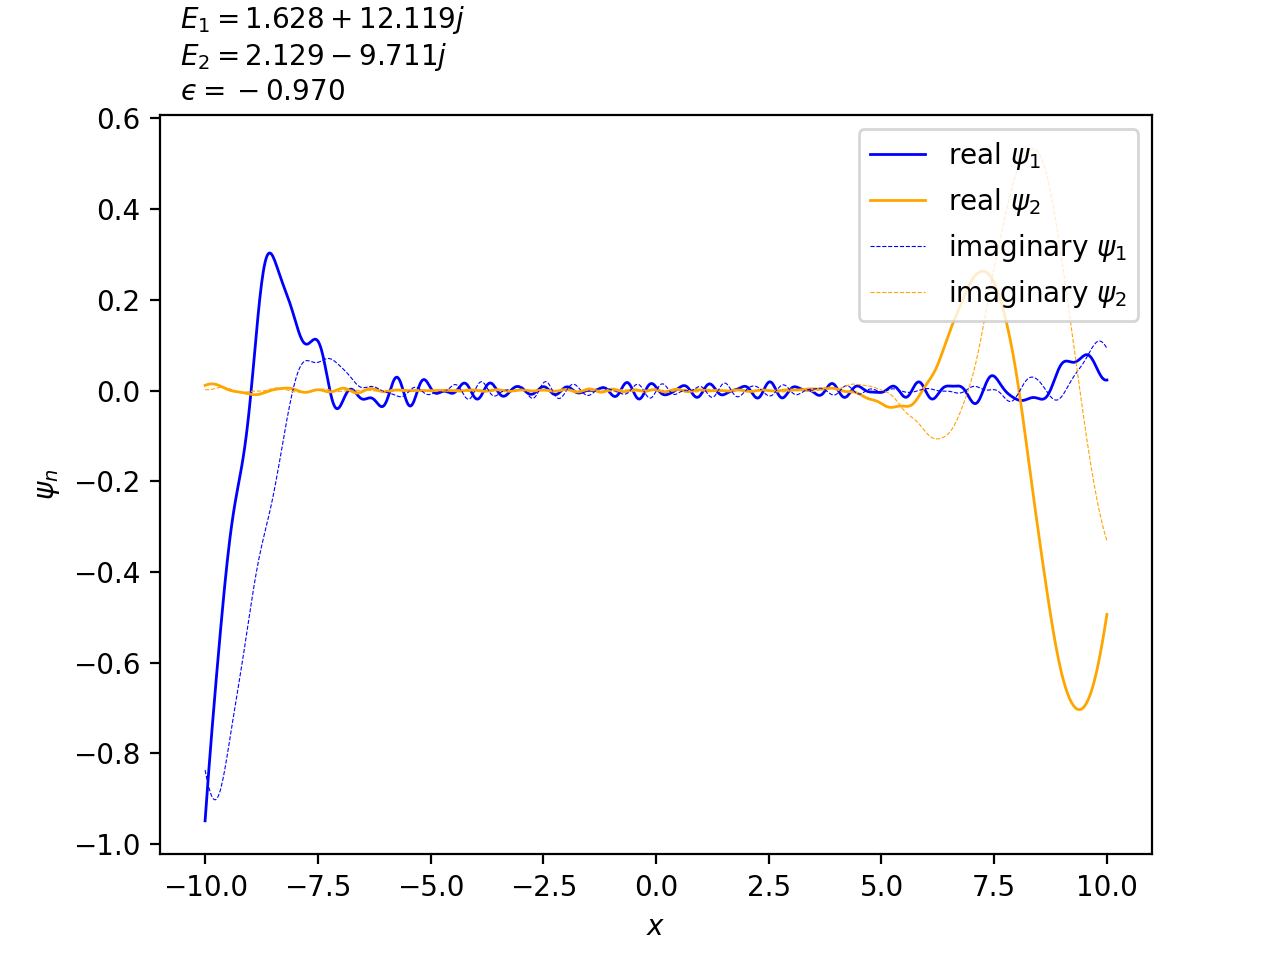 E₁ = 1.628 + 12.119j
E₂ = 2.129 − 9.711j
ϵ = −0.970
0.6
0.4
0.2
0.0
−0.2
−0.4
−0.6
−0.8
−1.0
ψₙ
real ψ₁
real ψ₂
imaginary ψ₁
imaginary ψ₂
−10.0 −7.5 −5.0 −2.5 0.0 2.5 5.0 7.5 10.0
x